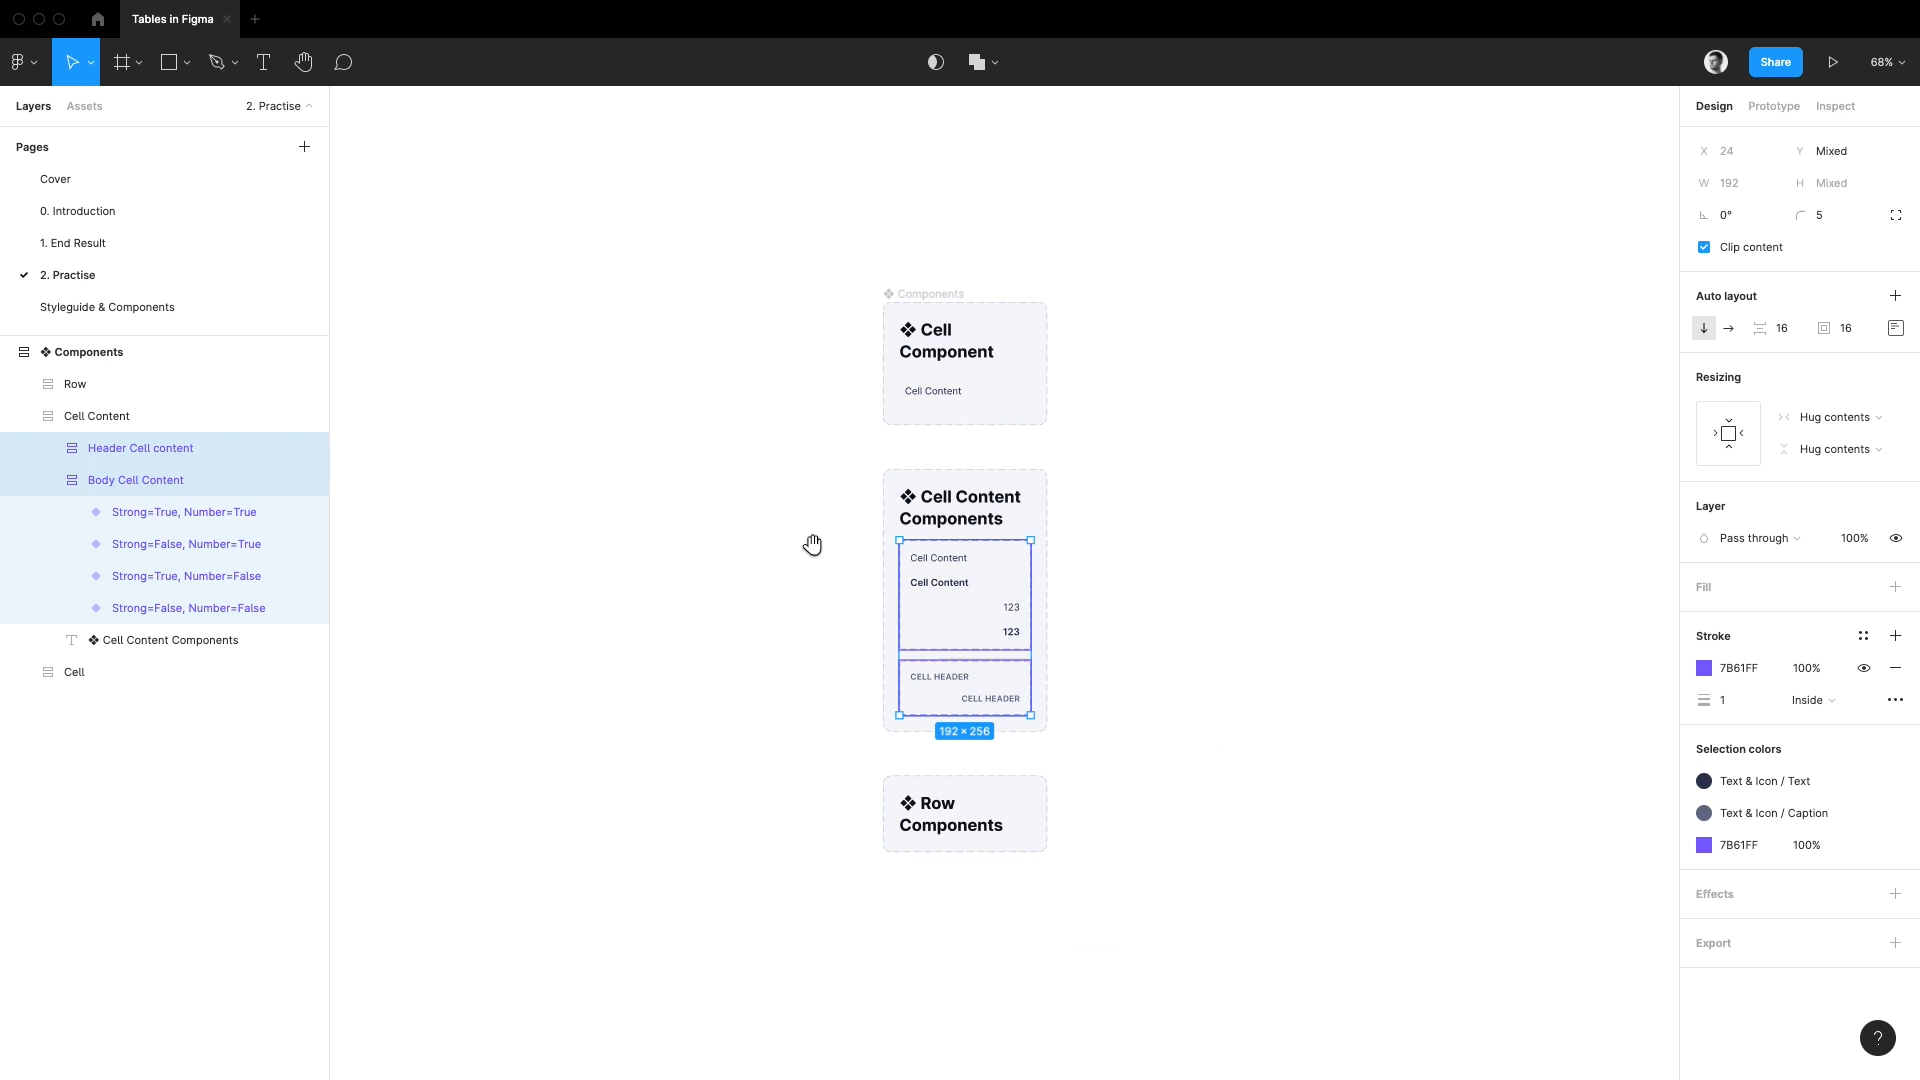 Tables in Figma
Share
68%
Layers
Assets
2. Practise
Pages
Cover
0. Introduction
1. End Result
2. Practise
Styleguide & Components
Components
Row
Cell Content
Header Cell content
Body Cell Content
Strong=True, Number=True
Strong=False, Number=True
Strong=True, Number=False
Strong=False, Number=False
Cell Content Components
Cell
Components
Cell
Component
Cell Content
Cell Content
Components
Cell Content
Cell Content
123
123
CELL HEADER
CELL HEADER
192 × 256
Row
Components
Design
Prototype
Inspect
X 24 Y Mixed
W 192 H Mixed
0° 5
Clip content
Auto layout
16 16
Resizing
Hug contents
Hug contents
Layer
Pass through 100%
Fill
Stroke
7B61FF 100%
1 Inside
Selection colors
Text & Icon / Text
Text & Icon / Caption
7B61FF 100%
Effects
Export
?